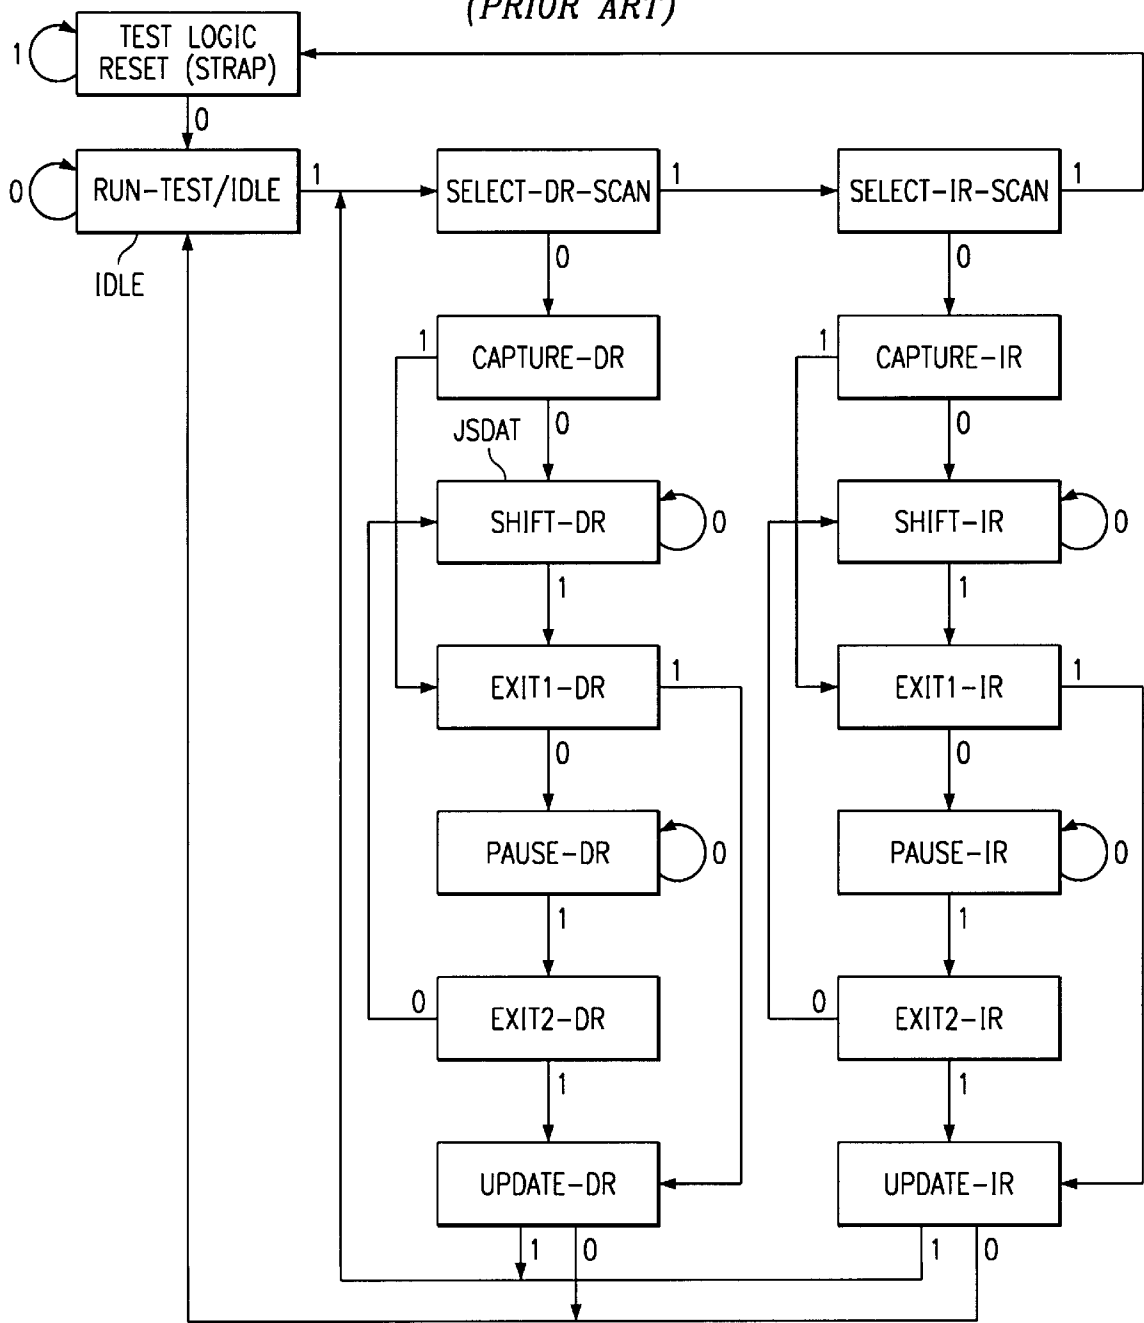 (PRIOR ART)
TEST LOGIC
RESET (STRAP)
1
0
RUN-TEST/IDLE
0
1
IDLE
SELECT-DR-SCAN
1
SELECT-IR-SCAN
1
0
0
1
CAPTURE-DR
1
CAPTURE-IR
0
0
JSDAT
SHIFT-DR
0
SHIFT-IR
0
1
1
EXIT1-DR
1
EXIT1-IR
1
0
0
PAUSE-DR
0
PAUSE-IR
0
1
1
0
EXIT2-DR
0
EXIT2-IR
1
1
UPDATE-DR
UPDATE-IR
1
0
1
0